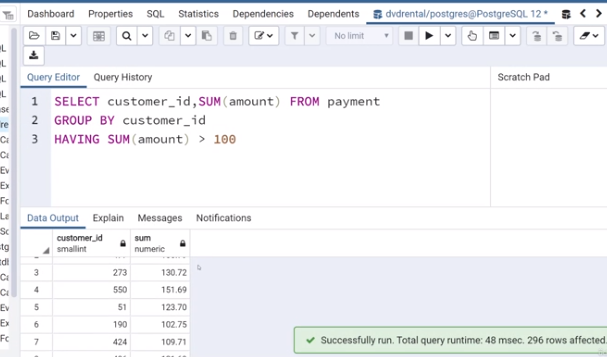 Dashboard Properties SQL Statistics Dependencies Dependents dvdrental/postgres@PostgreSQL 12 *
No limit
Query Editor Query History Scratch Pad
1 SELECT customer_id,SUM(amount) FROM payment
2 GROUP BY customer_id
3 HAVING SUM(amount) > 100
Data Output Explain Messages Notifications
customer_id sum
smallint numeric
3 273 130.72
4 550 151.69
5 51 123.70
6 190 102.75
7 424 109.71
Successfully run. Total query runtime: 48 msec. 296 rows affected.